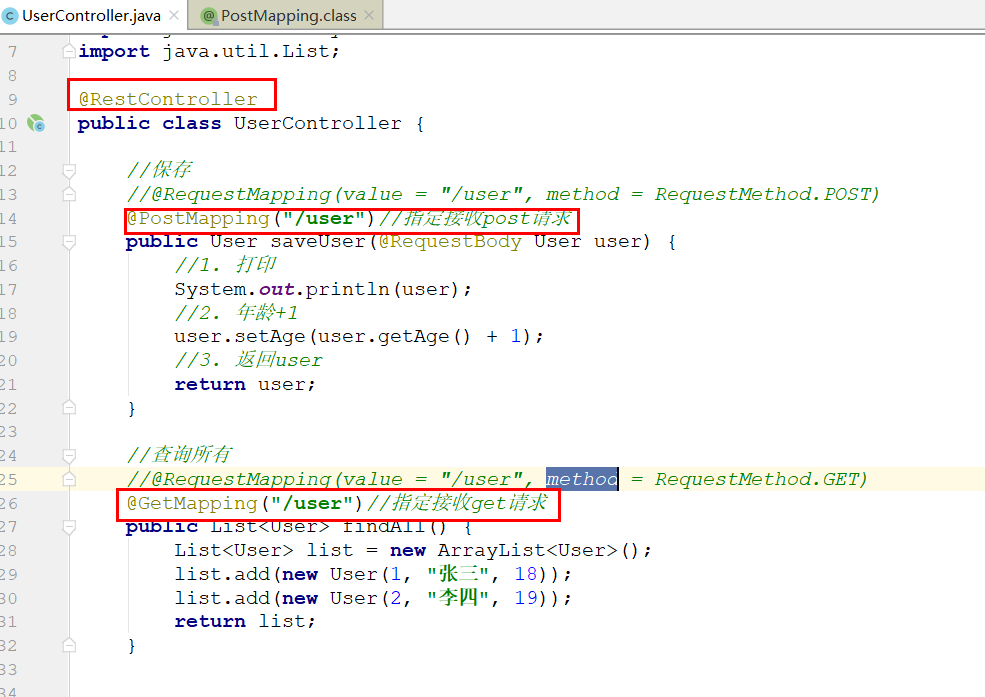 UserController.java
PostMapping.class
7 import java.util.List;
8
9 @RestController
10 public class UserController {
11
12 //保存
13 //@RequestMapping(value = "/user", method = RequestMethod.POST)
14 @PostMapping("/user")//指定接收post请求
15 public User saveUser(@RequestBody User user) {
16 //1. 打印
17 System.out.println(user);
18 //2. 年龄+1
19 user.setAge(user.getAge() + 1);
20 //3. 返回user
21 return user;
22 }
23
24 //查询所有
25 //@RequestMapping(value = "/user", method = RequestMethod.GET)
26 @GetMapping("/user")//指定接收get请求
27 public List<User> findAll() {
28 List<User> list = new ArrayList<User>();
29 list.add(new User(1, "张三", 18));
30 list.add(new User(2, "李四", 19));
31 return list;
32 }
33
34